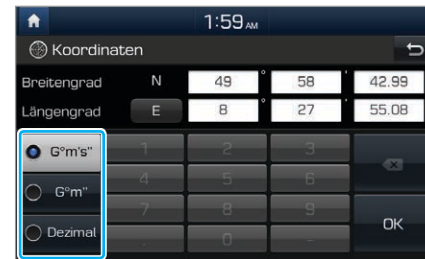 1:59 AM
Koordinaten
Breitengrad N 49 ° 58 ' 42.99
Längengrad E 8 ° 27 ' 55.08
G°m's" 1 2 3
G°m" 4 5 6
7 8 9 OK
Dezimal . 0 -